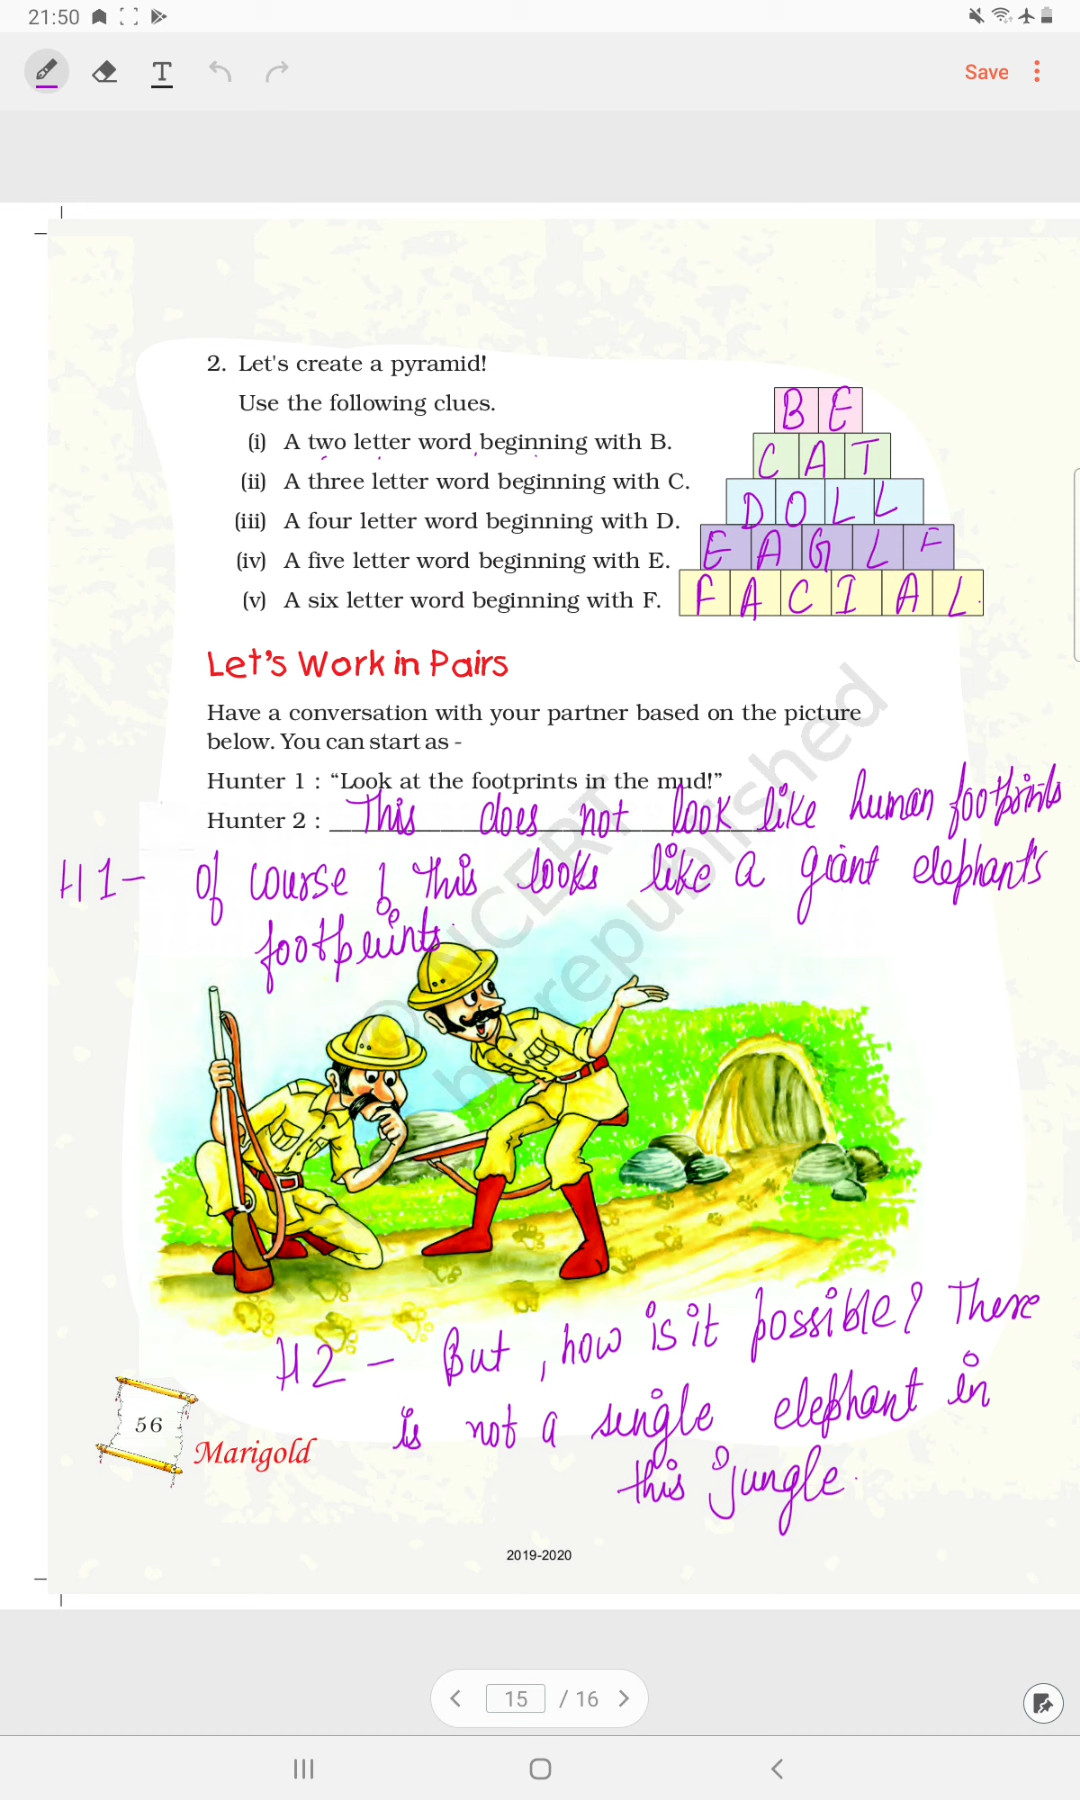 21:50
Save
2. Let's create a pyramid!
Use the following clues.
(i) A two letter word beginning with B.
(ii) A three letter word beginning with C.
(iii) A four letter word beginning with D.
(iv) A five letter word beginning with E.
(v) A six letter word beginning with F.
B E
C A T
D O L L
E A G L E
F A C I A L
Let's Work in Pairs
Have a conversation with your partner based on the picture
below. You can start as -
Hunter 1 : “Look at the footprints in the mud!”
Hunter 2 : This does not look like human footprints
H1- of course ! This looks like a giant elephant's
footprints.
H2 - But, how is it possible? There
is not a single elephant in
this jungle.
© NCERT
be republished
56
Marigold
2019-2020
15 / 16